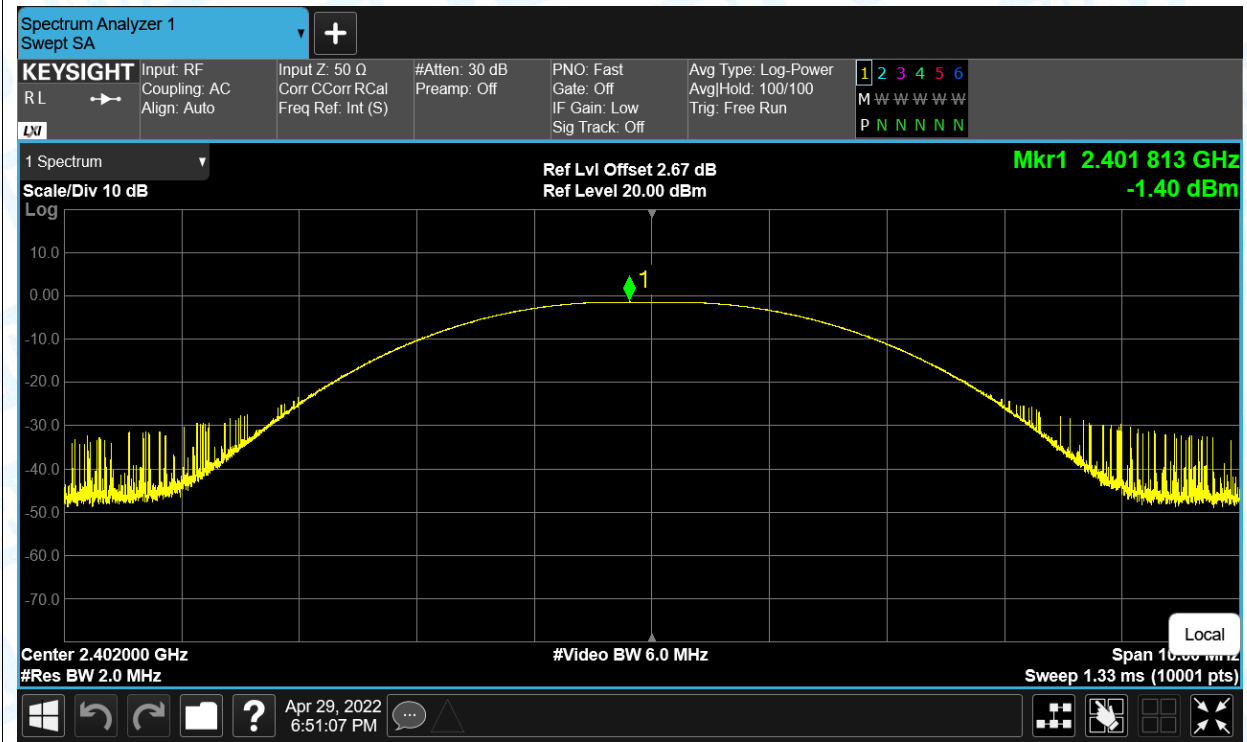 Spectrum Analyzer 1
Swept SA
KEYSIGHT
R L
LXI
Input: RF
Coupling: AC
Align: Auto
Input Z: 50 Ω
Corr CCorr RCal
Freq Ref: Int (S)
#Atten: 30 dB
Preamp: Off
PNO: Fast
Gate: Off
IF Gain: Low
Sig Track: Off
Avg Type: Log-Power
Avg|Hold: 100/100
Trig: Free Run
1 2 3 4 5 6
M W W W W W
P N N N N N N
1 Spectrum
Scale/Div 10 dB
Log
Ref Lvl Offset 2.67 dB
Ref Level 20.00 dBm
Mkr1 2.401 813 GHz
-1.40 dBm
1
10.0
0.00
-10.0
-20.0
-30.0
-40.0
-50.0
-60.0
-70.0
Local
Center 2.402000 GHz
#Res BW 2.0 MHz
#Video BW 6.0 MHz
Span 10.00 MHz
Sweep 1.33 ms (10001 pts)
?
Apr 29, 2022
6:51:07 PM